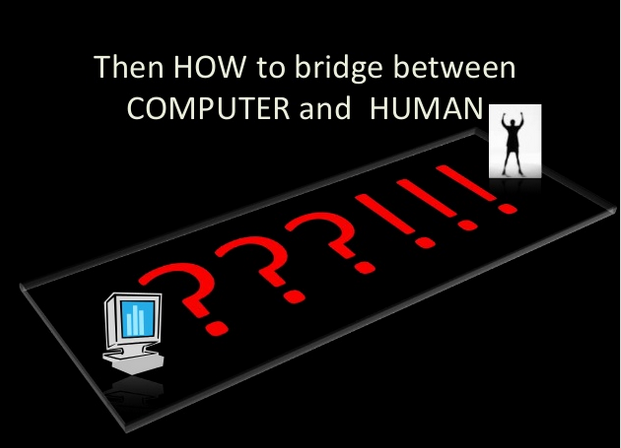 Then HOW to bridge between
COMPUTER and HUMAN
???!!!